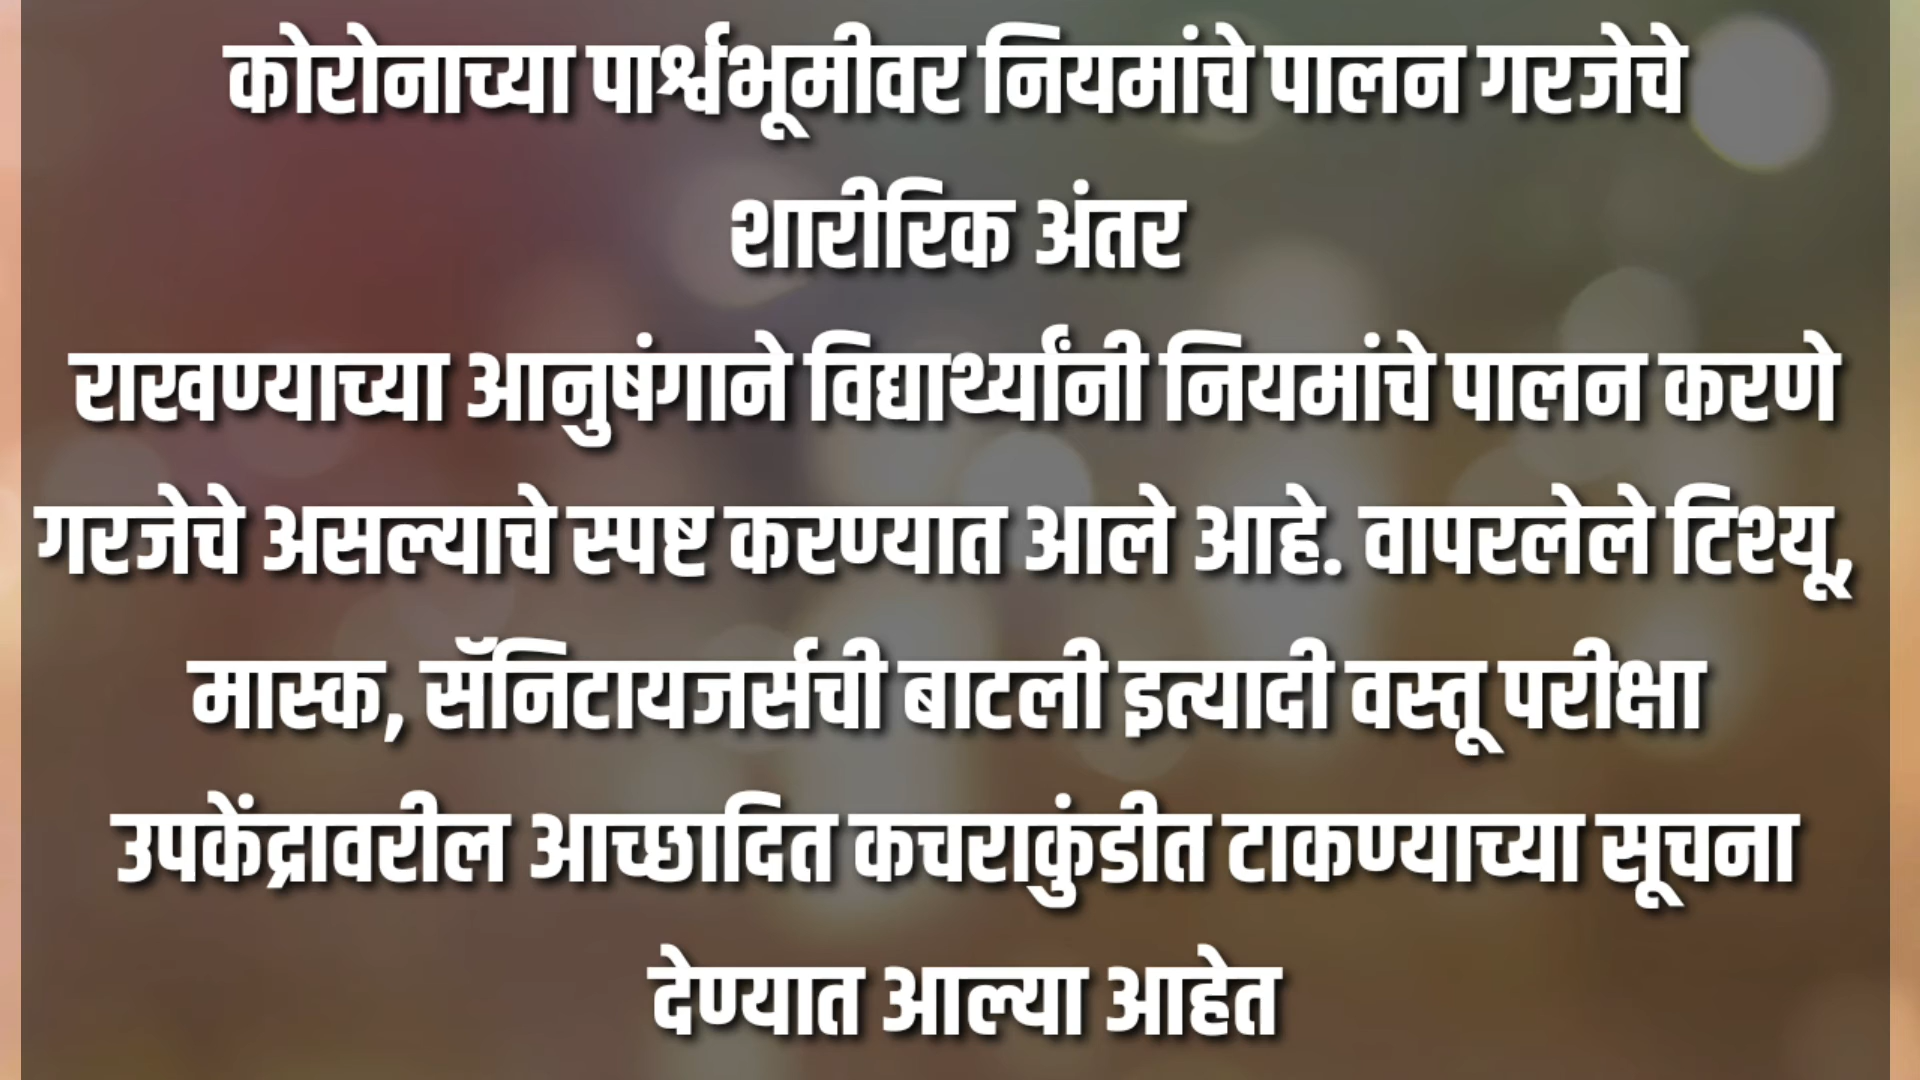 कोरोनाच्या पार्श्वभूमीवर नियमांचे पालन गरजेचे
शारीरिक अंतर
राखण्याच्या आनुषंगाने विद्यार्थ्यांनी नियमांचे पालन करणे
गरजेचे असल्याचे स्पष्ट करण्यात आले आहे. वापरलेले टिश्यू,
मास्क, सॅनिटायजर्सची बाटली इत्यादी वस्तू परीक्षा
उपकेंद्रावरील आच्छादित कचराकुंडीत टाकण्याच्या सूचना
देण्यात आल्या आहेत